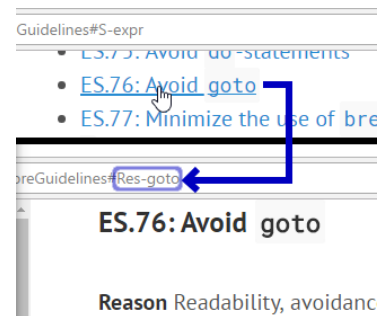 Guidelines#S-expr
ES.75: Avoid do-statements
ES.76: Avoid goto
ES.77: Minimize the use of bre
oreGuidelines#Res-goto
ES.76: Avoid goto
Reason Readability, avoidanc